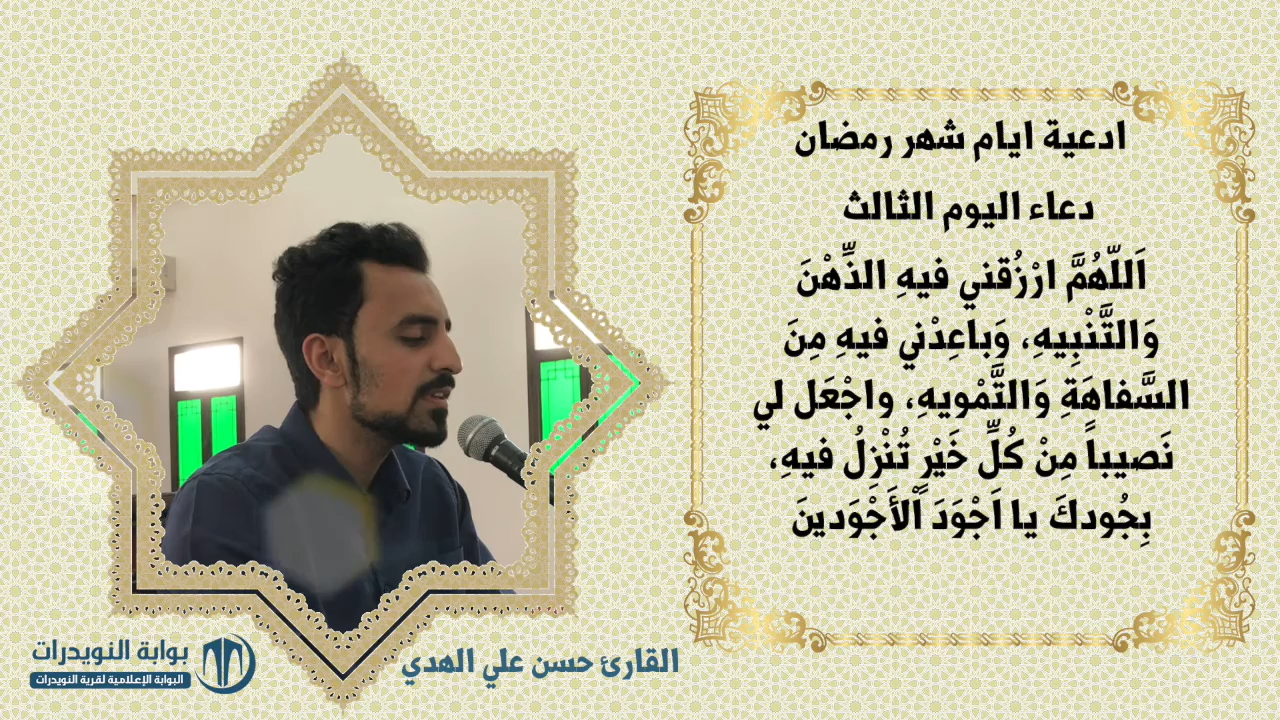 ادعية ايام شهر رمضان
دعاء اليوم الثالث
اَللّهُمَّ ارْزُقني فيهِ الذِّهْنَ
وَالتَّنْبِيهِ، وَباعِدْني فيهِ مِنَ
السَّفاهَةِ وَالتَّمْويهِ، واجْعَل لي
نَصيباً مِنْ كُلِّ خَيْرٍ تُنْزِلُ فيهِ،
بِجُودكَ يا اَجْوَدَ اْلأَجْوَدينَ
القارئ حسن علي الهدي
بوابة النويدرات
البوابة الإعلامية لقرية النويدرات